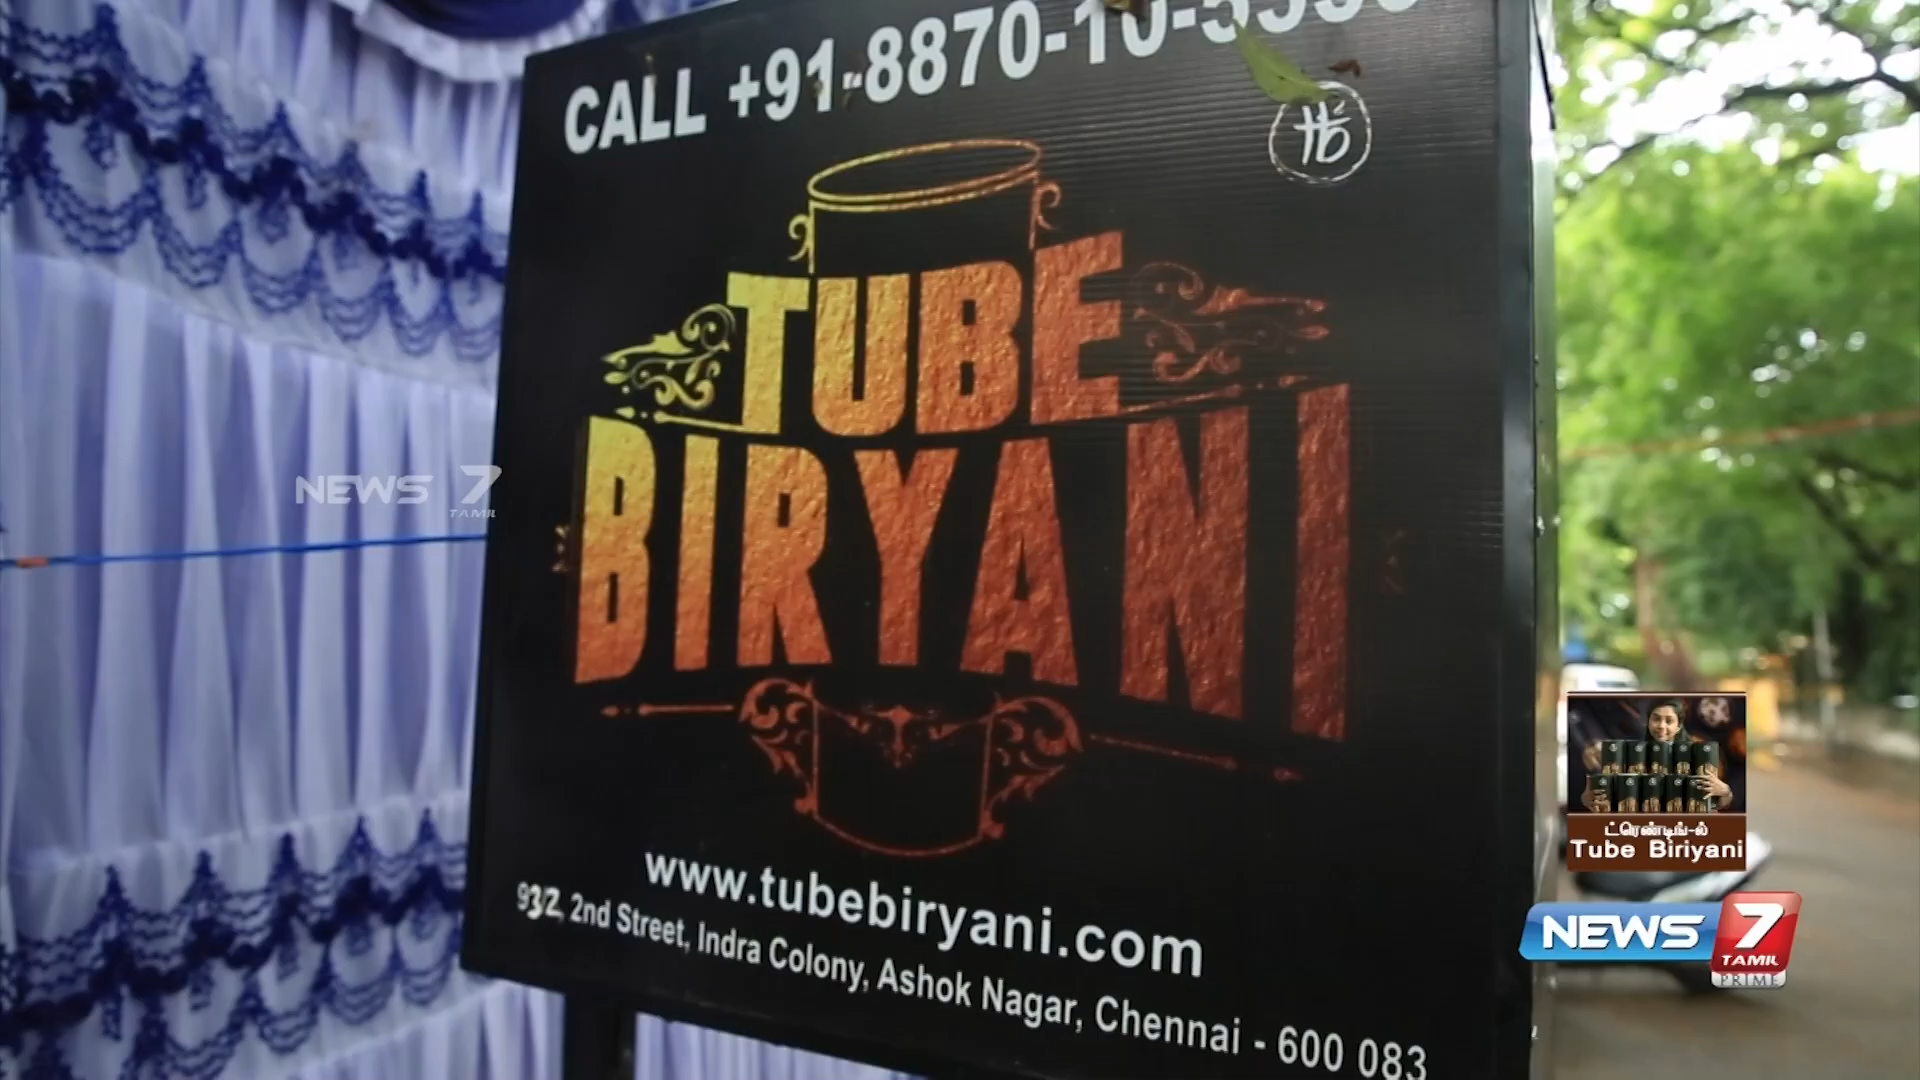 CALL +91-8870-10-5
TUBE
BIRYANI
www.tubebiryani.com
2nd Street, Indra Colony, Ashok Nagar, Chennai - 600 083
NEWS 7
TAMIL
ட்ரெண்டிங்-ல்
Tube Biriyani
NEWS 7
TAMIL
PRIME